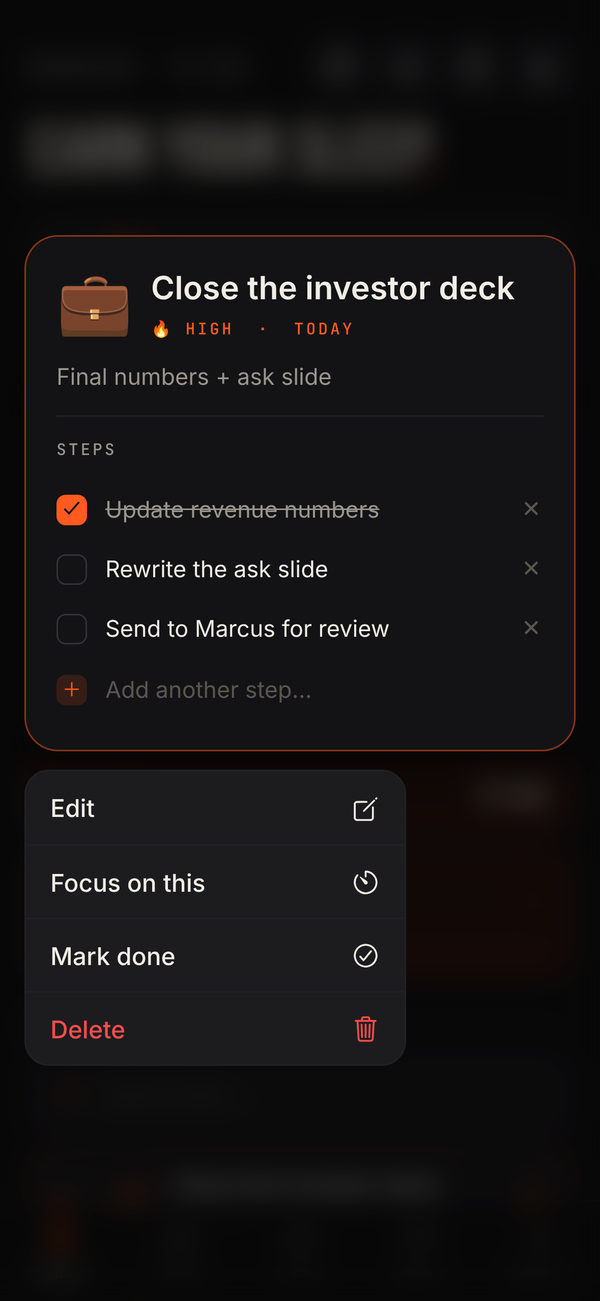 Close the investor deck
🔥 HIGH · TODAY
Final numbers + ask slide
STEPS
Update revenue numbers
Rewrite the ask slide
Send to Marcus for review
Add another step...
Edit
Focus on this
Mark done
Delete